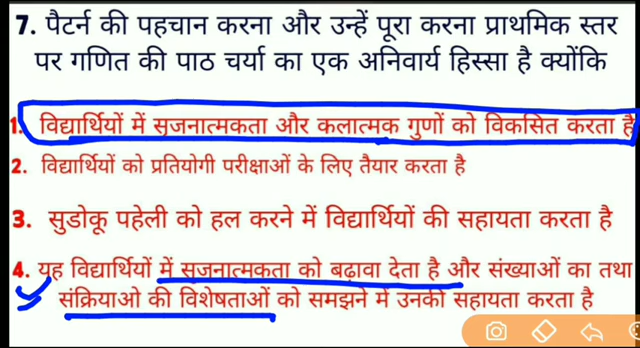 7. पैटर्न की पहचान करना और उन्हें पूरा करना प्राथमिक स्तर
पर गणित की पाठ चर्या का एक अनिवार्य हिस्सा है क्योंकि
1. विद्यार्थियों में सृजनात्मकता और कलात्मक गुणों को विकसित करता है
2. विद्यार्थियों को प्रतियोगी परीक्षाओं के लिए तैयार करता है
3. सुडोकू पहेली को हल करने में विद्यार्थियों की सहायता करता है
4. यह विद्यार्थियों में सृजनात्मकता को बढ़ावा देता है और संख्याओं का तथा
संक्रियाओ की विशेषताओं को समझने में उनकी सहायता करता है